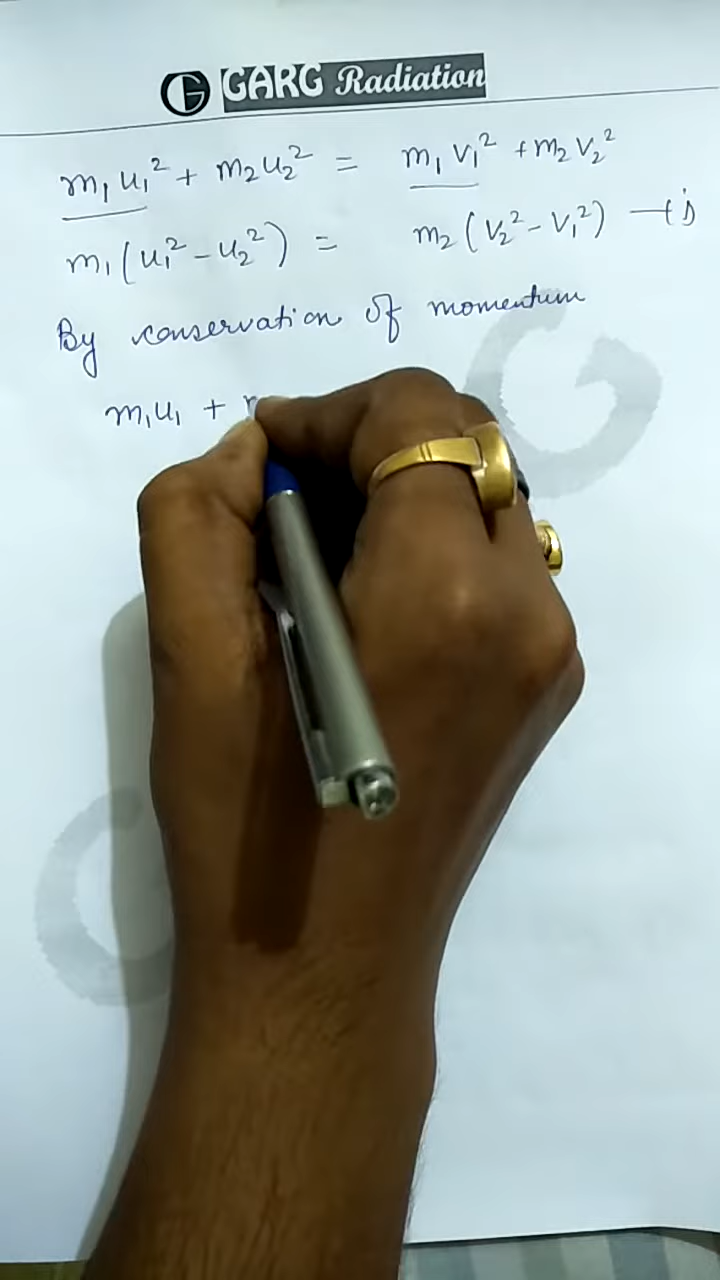 G GARG Radiation
m₁u₁² + m₂u₂² = m₁v₁² + m₂v₂²
m₁(u₁² - u₂²) = m₂(v₂² - v₁²) —(i)
By conservation of momentum
m₁u₁ +